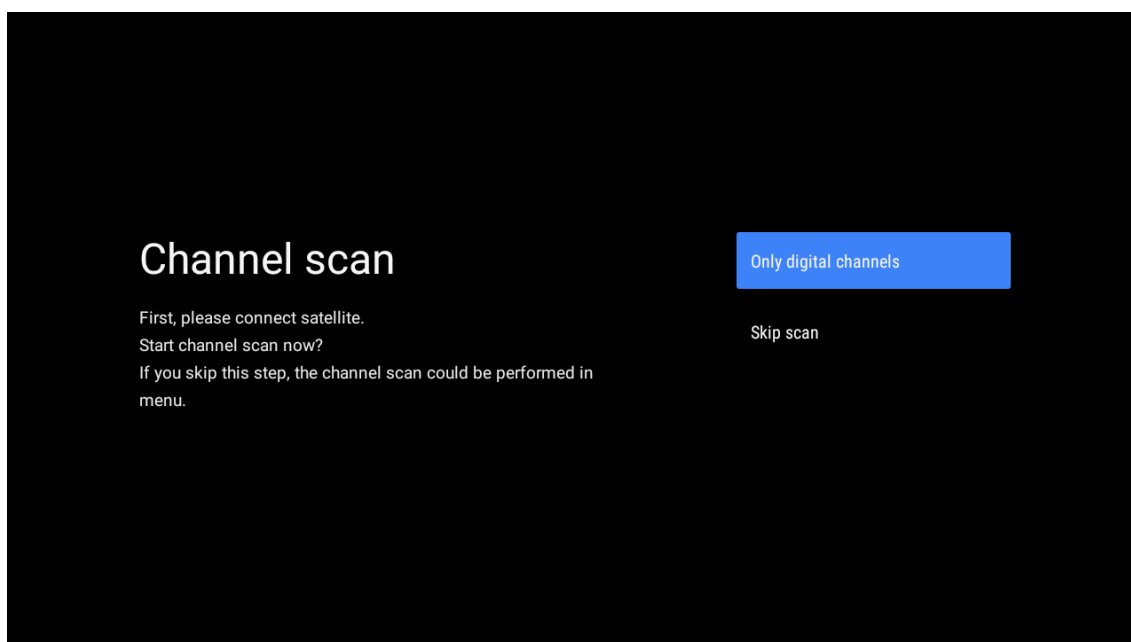 Channel scan
First, please connect satellite.
Start channel scan now?
If you skip this step, the channel scan could be performed in
menu.
Only digital channels
Skip scan